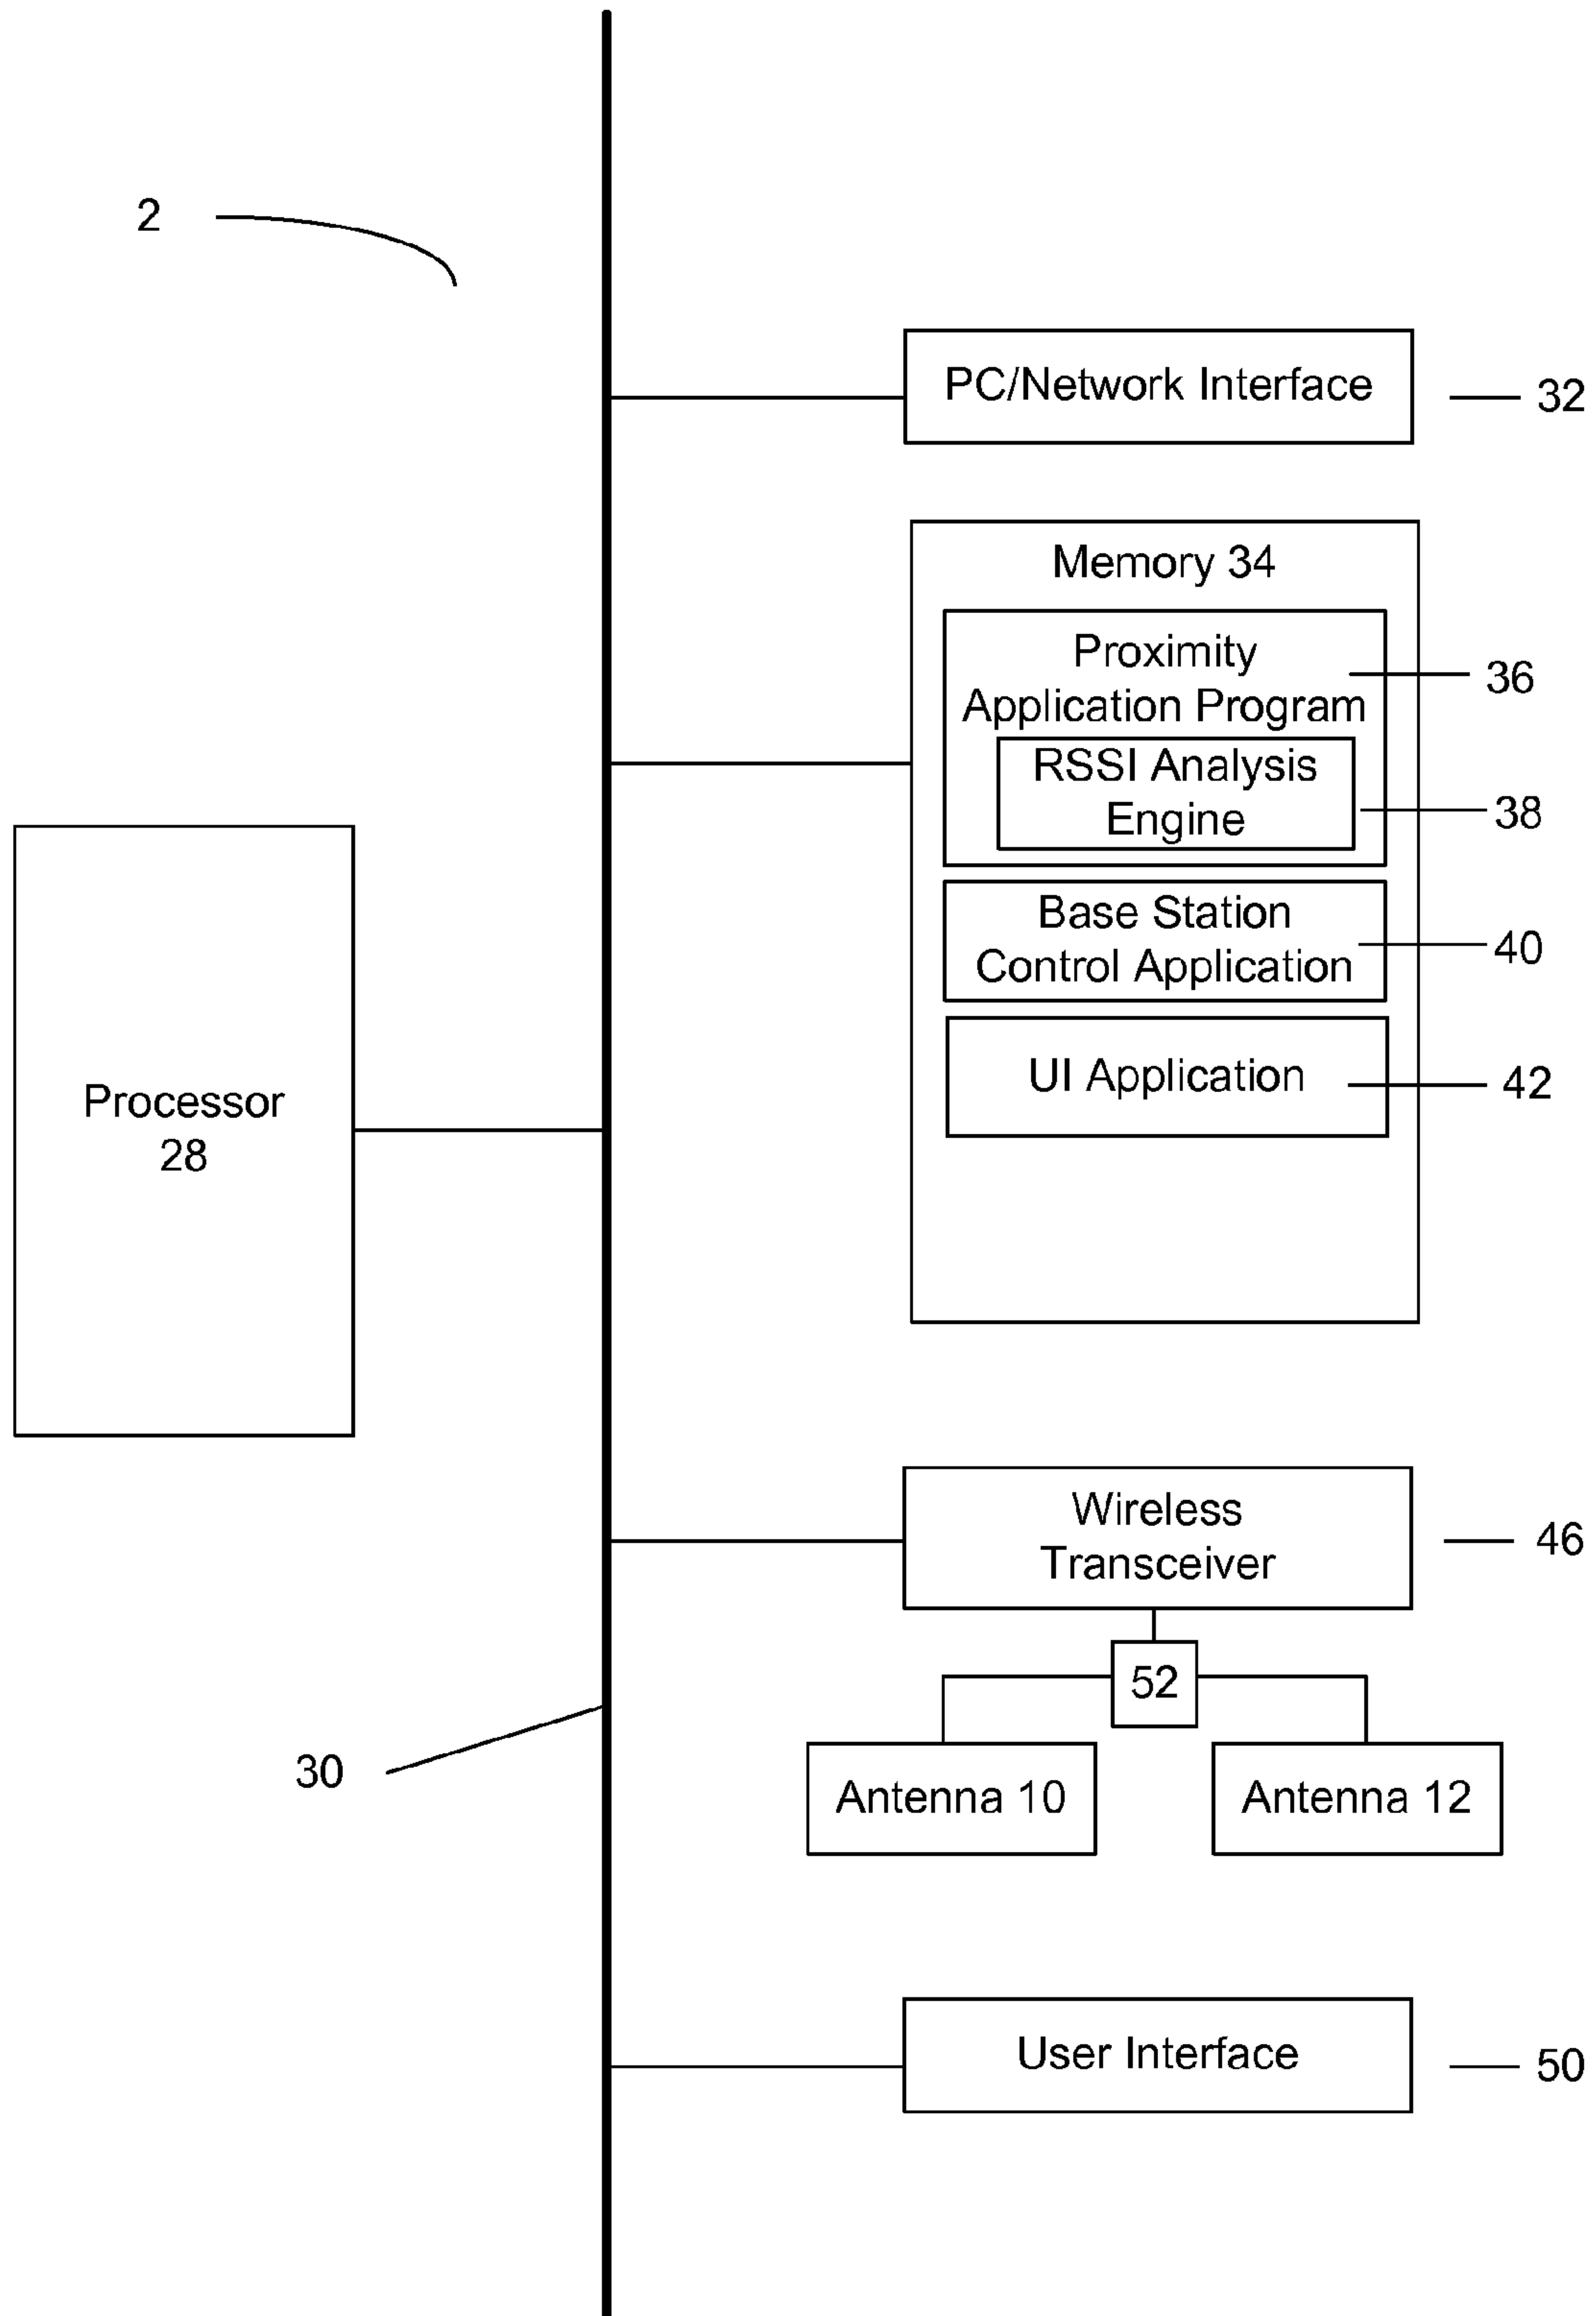 2
PC/Network Interface
32
Memory 34
Proximity
Application Program
36
RSSI Analysis
Engine
38
Base Station
Control Application
40
UI Application
42
Processor
28
Wireless
Transceiver
46
52
30
Antenna 10
Antenna 12
User Interface
50